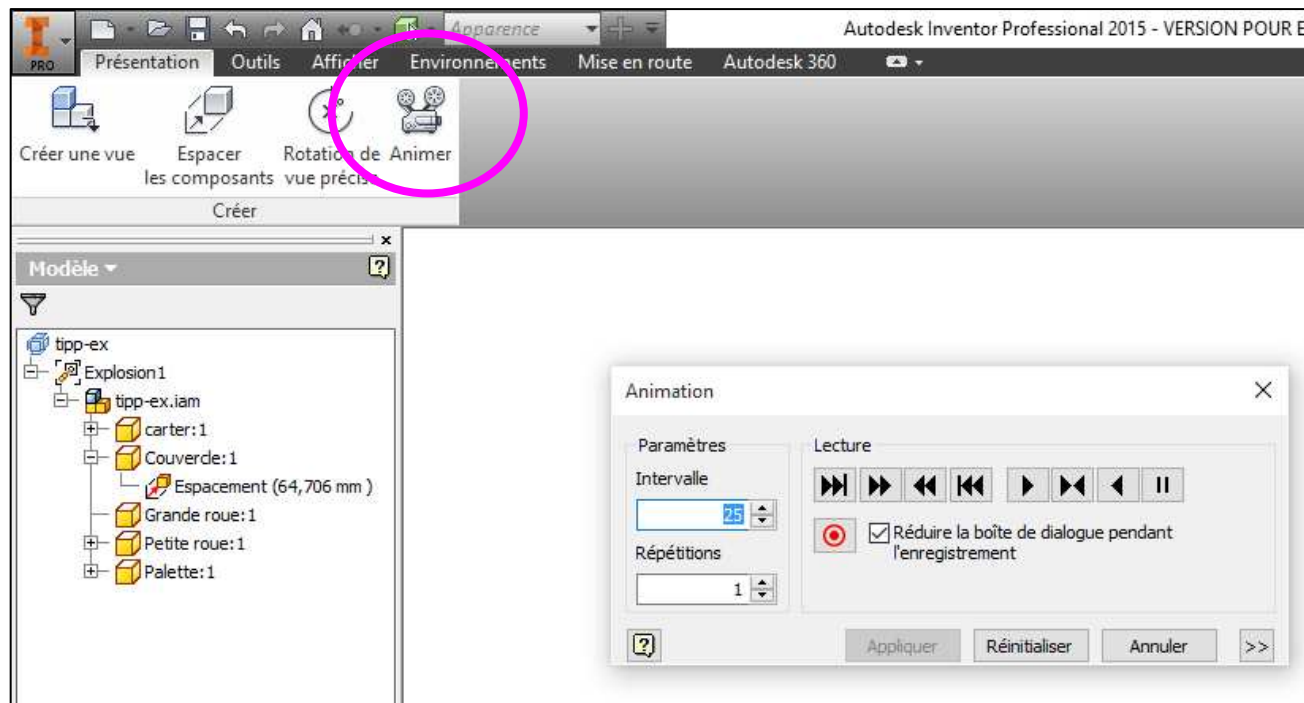 Apparence
Autodesk Inventor Professional 2015 - VERSION POUR E
PRO
Présentation Outils Afficher Environnements Mise en route Autodesk 360
Créer une vue Espacer Rotation de Animer
les composants vue précise
Créer
x
Modèle
tipp-ex
Explosion1
tipp-ex.iam
carter:1
Couvercle:1
Espacement (64,706 mm )
Grande roue:1
Petite roue:1
Palette:1
Animation
Paramètres Lecture
Intervalle
25
Réduire la boîte de dialogue pendant
l'enregistrement
Répétitions
1
Appliquer Réinitialiser Annuler >>